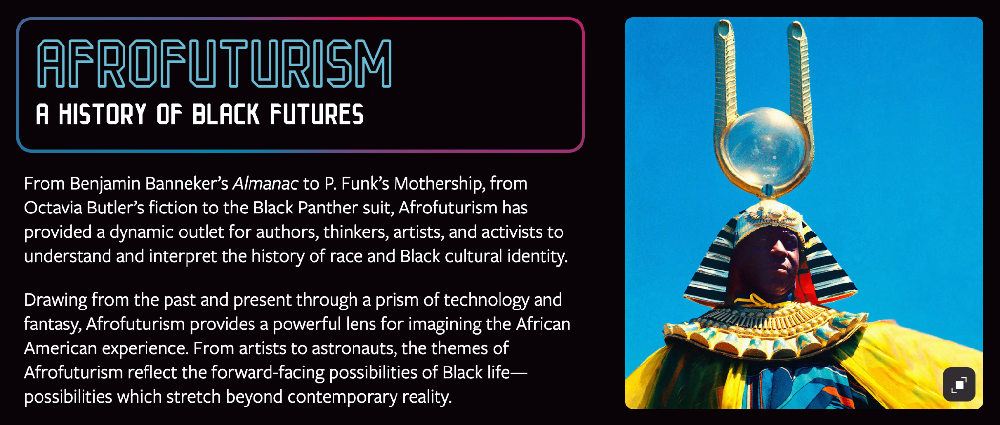 AFROFUTURISM
A HISTORY OF BLACK FUTURES
From Benjamin Banneker’s Almanac to P. Funk’s Mothership, from
Octavia Butler’s fiction to the Black Panther suit, Afrofuturism has
provided a dynamic outlet for authors, thinkers, artists, and activists to
understand and interpret the history of race and Black cultural identity.
Drawing from the past and present through a prism of technology and
fantasy, Afrofuturism provides a powerful lens for imagining the African
American experience. From artists to astronauts, the themes of
Afrofuturism reflect the forward-facing possibilities of Black life—
possibilities which stretch beyond contemporary reality.